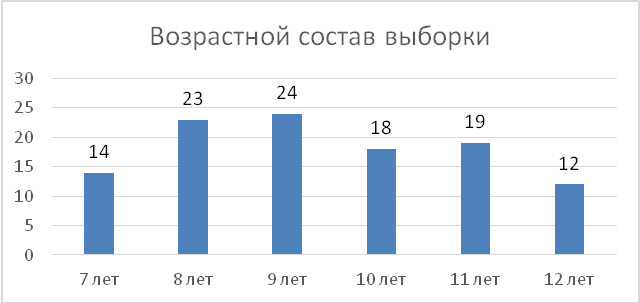 Возрастной состав выборки
30
25
20
15
10
5
0
14
23
24
18
19
12
7 лет
8 лет
9 лет
10 лет
11 лет
12 лет